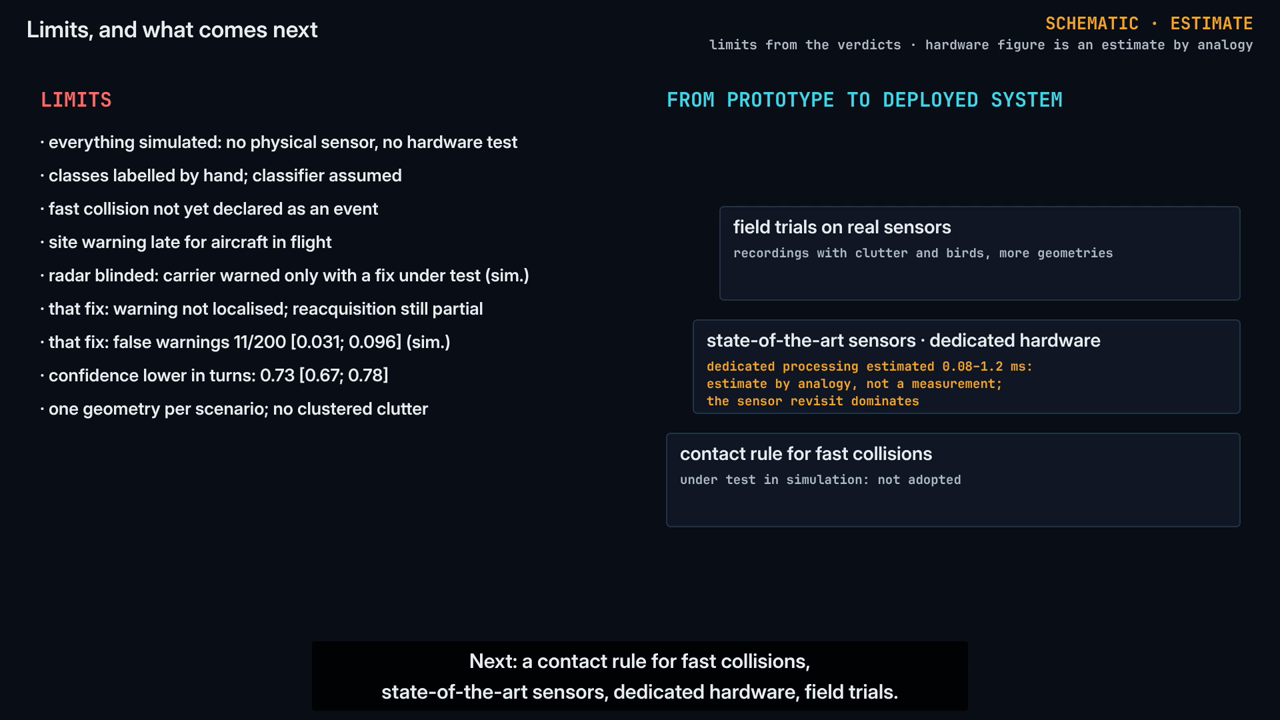 Limits, and what comes next
SCHEMATIC · ESTIMATE
limits from the verdicts · hardware figure is an estimate by analogy
LIMITS
· everything simulated: no physical sensor, no hardware test
· classes labelled by hand; classifier assumed
· fast collision not yet declared as an event
· site warning late for aircraft in flight
· radar blinded: carrier warned only with a fix under test (sim.)
· that fix: warning not localised; reacquisition still partial
· that fix: false warnings 11/200 [0.031; 0.096] (sim.)
· confidence lower in turns: 0.73 [0.67; 0.78]
· one geometry per scenario; no clustered clutter
FROM PROTOTYPE TO DEPLOYED SYSTEM
field trials on real sensors
recordings with clutter and birds, more geometries
state-of-the-art sensors · dedicated hardware
dedicated processing estimated 0.08–1.2 ms:
estimate by analogy, not a measurement;
the sensor revisit dominates
contact rule for fast collisions
under test in simulation: not adopted
Next: a contact rule for fast collisions,
state-of-the-art sensors, dedicated hardware, field trials.